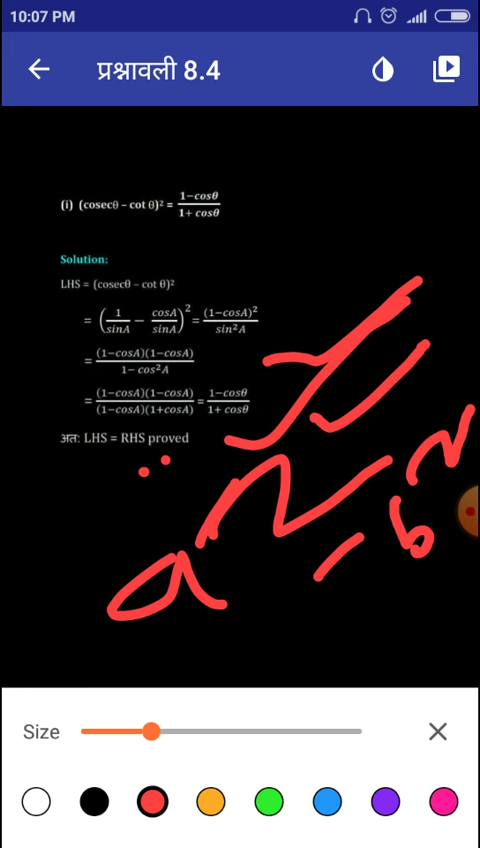 10:07 PM
प्रश्नावली 8.4
(i) (cosecθ – cot θ)² = (1−cosθ)/(1+ cosθ)
Solution:
LHS = (cosecθ – cot θ)²
= (1/sinA − cosA/sinA)² = (1−cosA)²/sin²A
= (1−cosA)(1−cosA)/(1− cos²A)
= (1−cosA)(1−cosA)/(1−cosA)(1+cosA) = (1−cosθ)/(1+ cosθ)
अत: LHS = RHS proved
a² – b²
Size